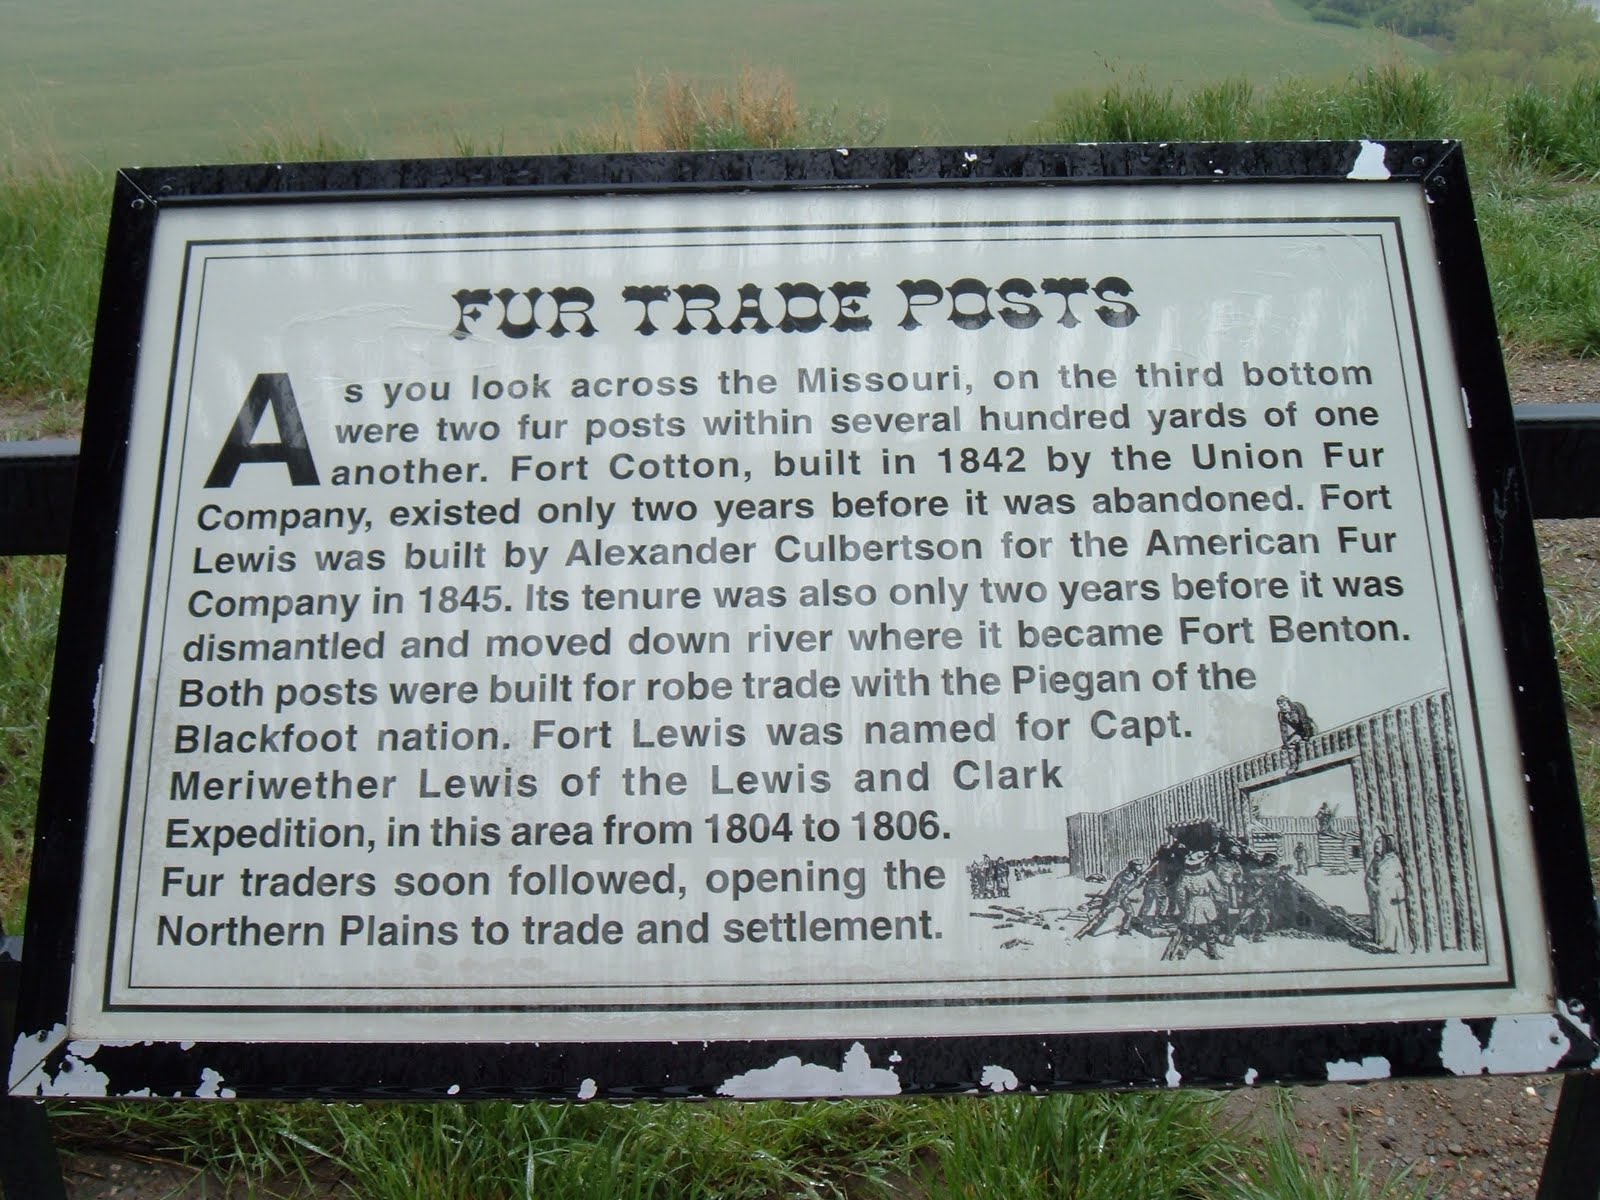 FUR TRADE POSTS
As you look across the Missouri, on the third bottom
were two fur posts within several hundred yards of one
another. Fort Cotton, built in 1842 by the Union Fur
Company, existed only two years before it was abandoned. Fort
Lewis was built by Alexander Culbertson for the American Fur
Company in 1845. Its tenure was also only two years before it was
dismantled and moved down river where it became Fort Benton.
Both posts were built for robe trade with the Piegan of the
Blackfoot nation. Fort Lewis was named for Capt.
Meriwether Lewis of the Lewis and Clark
Expedition, in this area from 1804 to 1806.
Fur traders soon followed, opening the
Northern Plains to trade and settlement.